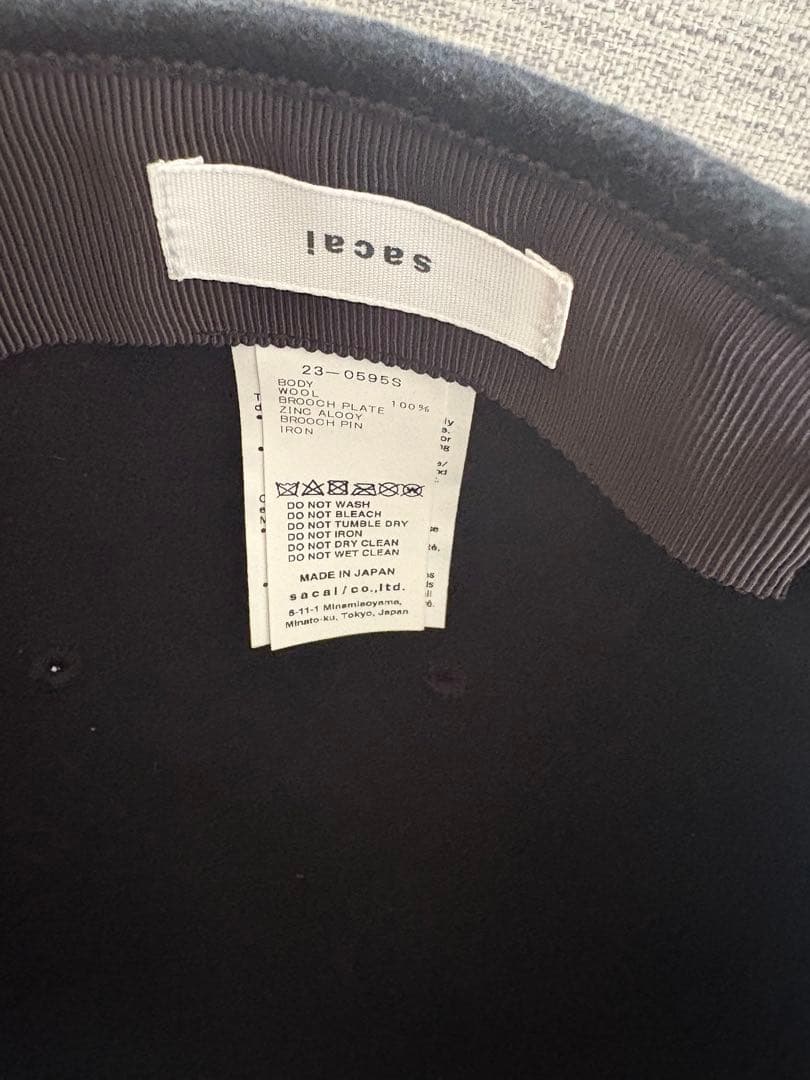 sacai
23-0595S
BODY
WOOL 100%
BROOCH PLATE
ZINC ALOOY
BROOCH PIN
IRON
DO NOT WASH
DO NOT BLEACH
DO NOT TUMBLE DRY
DO NOT IRON
DO NOT DRY CLEAN
DO NOT WET CLEAN
MADE IN JAPAN
sacai/co.,ltd.
6-11-1 Minamiaoyama,
Minato-ku, Tokyo, Japan